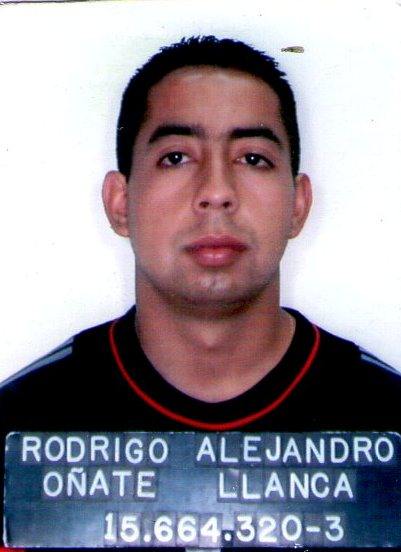 RODRIGO ALEJANDRO
OÑATE LLANCA
15.664.320-3